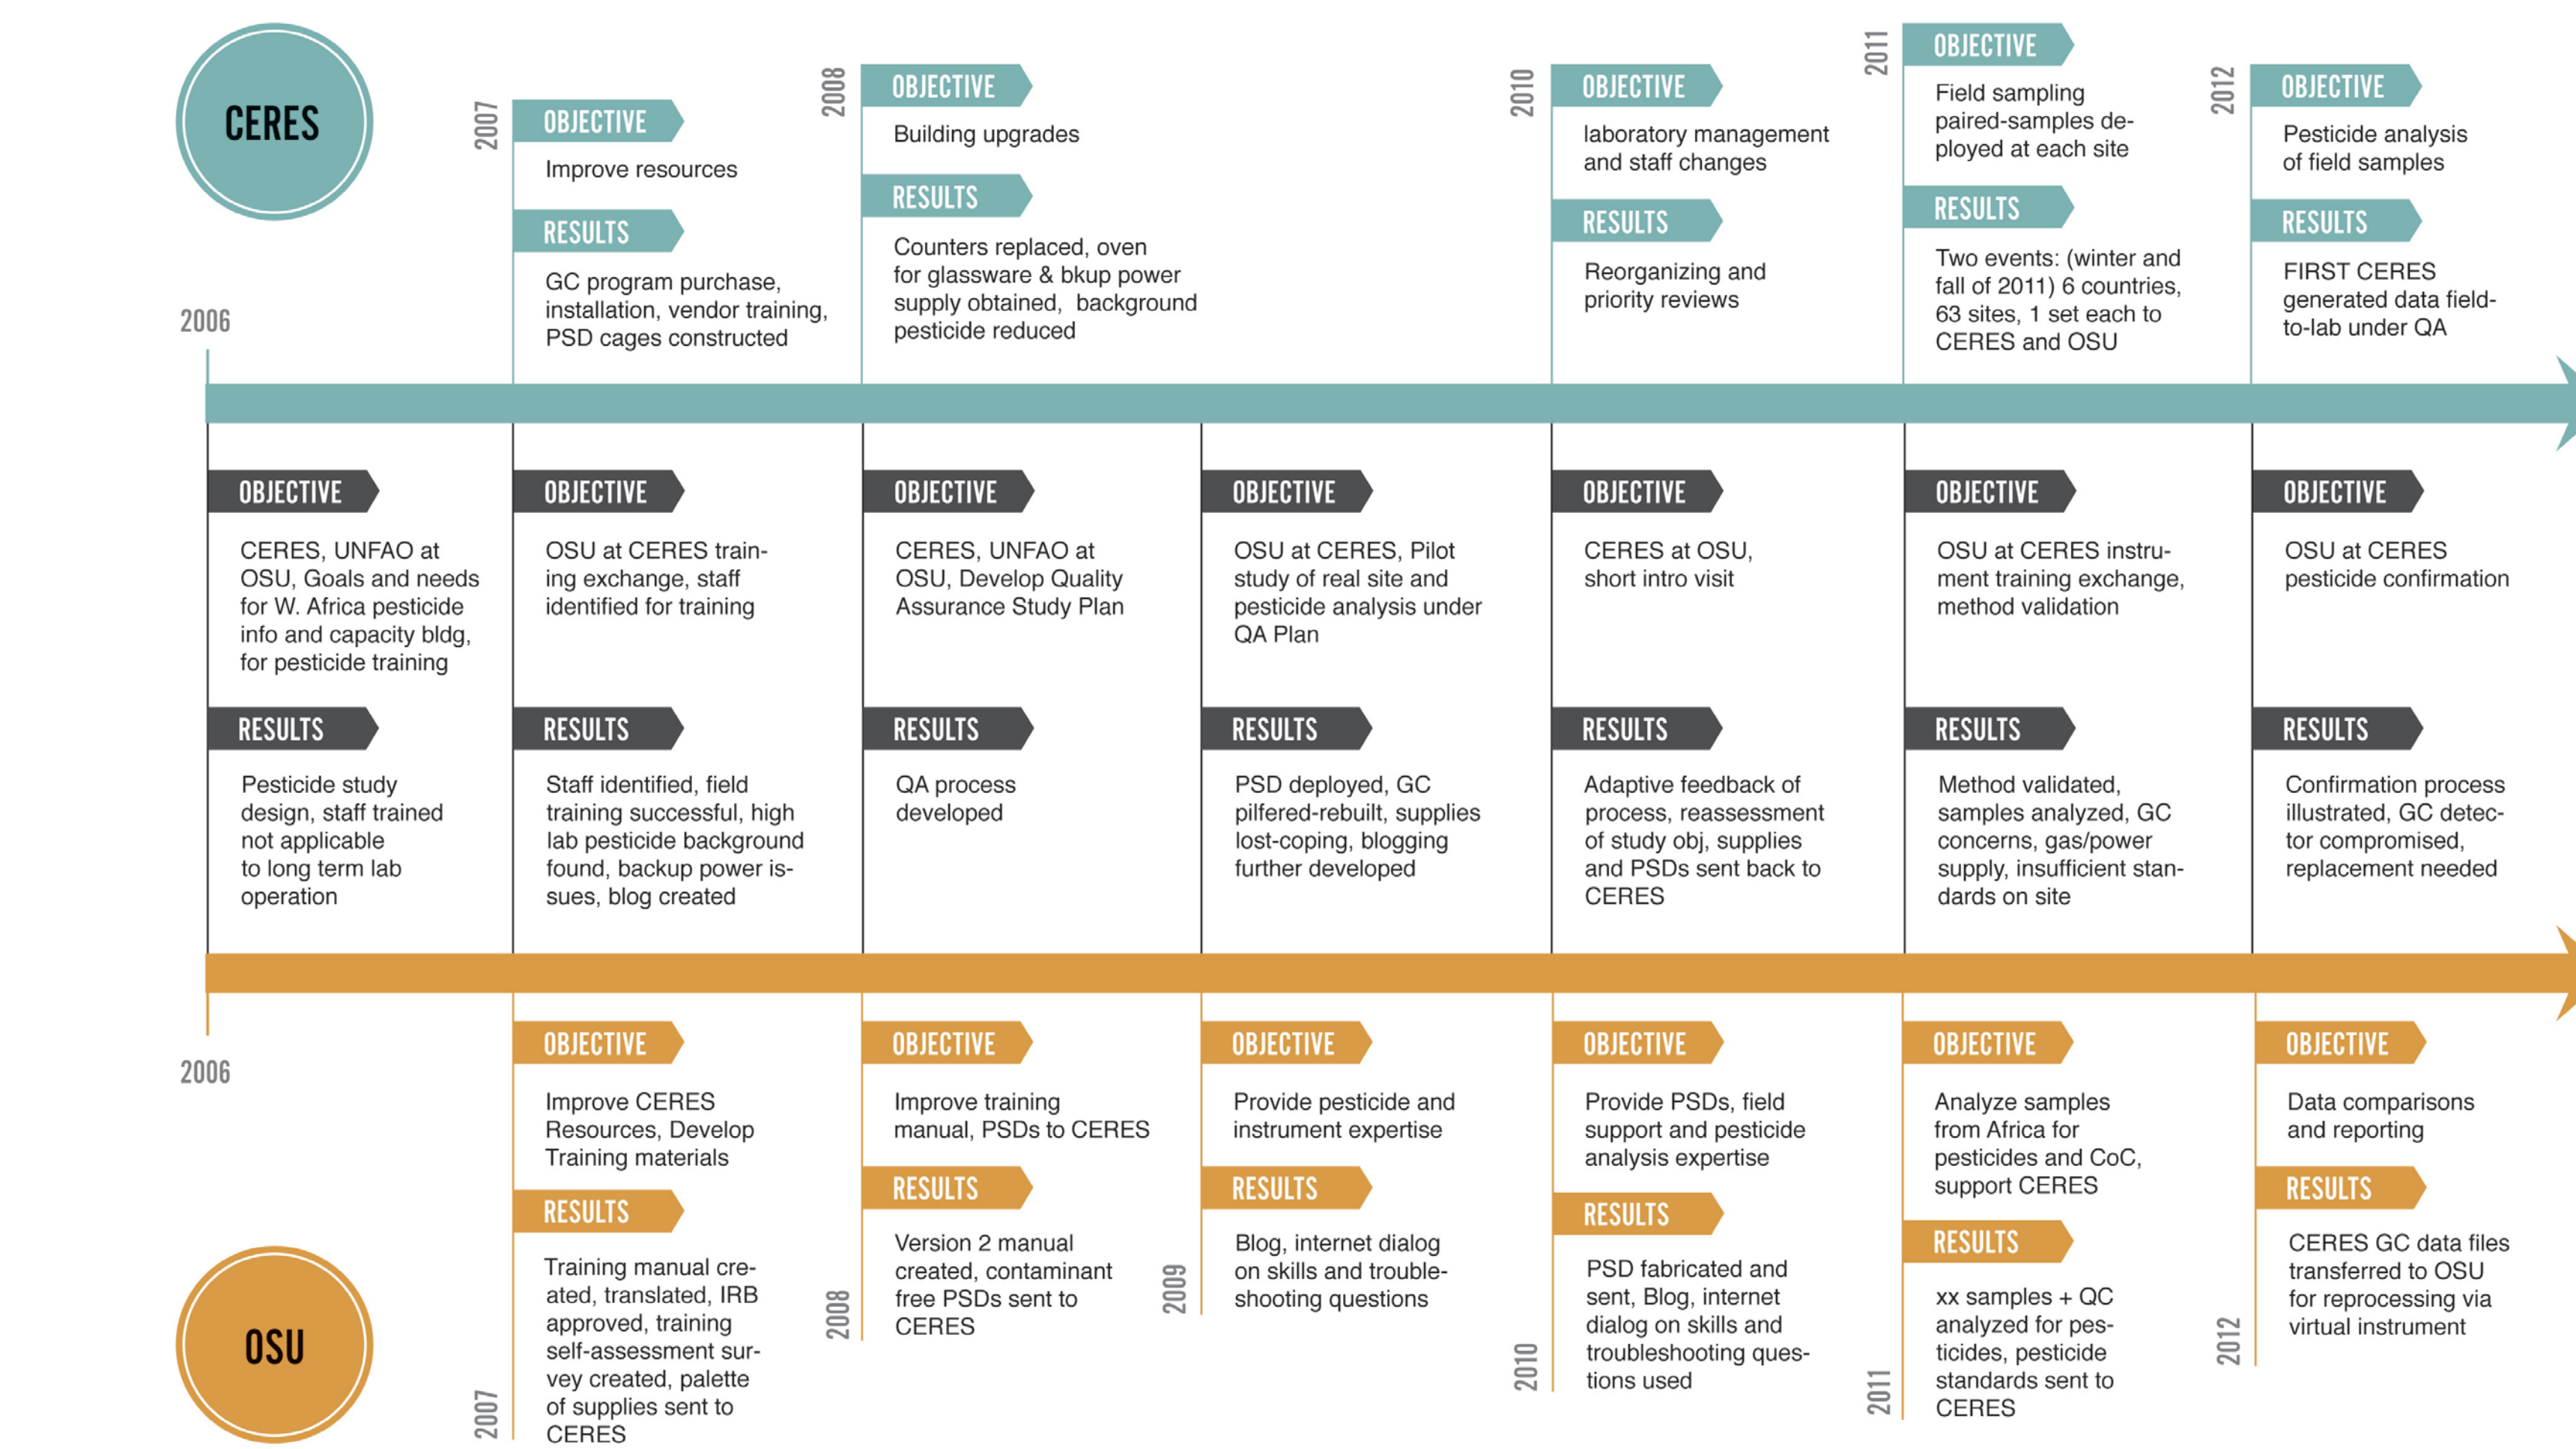 CERES
2006
2007
OBJECTIVE
Improve resources
RESULTS
GC program purchase,
installation, vendor training,
PSD cages constructed
2008
OBJECTIVE
Building upgrades
RESULTS
Counters replaced, oven
for glassware & bkup power
supply obtained, background
pesticide reduced
2010
OBJECTIVE
laboratory management
and staff changes
RESULTS
Reorganizing and
priority reviews
2011
OBJECTIVE
Field sampling
paired-samples de-
ployed at each site
RESULTS
Two events: (winter and
fall of 2011) 6 countries,
63 sites, 1 set each to
CERES and OSU
2012
OBJECTIVE
Pesticide analysis
of field samples
RESULTS
FIRST CERES
generated data field-
to-lab under QA
OBJECTIVE
CERES, UNFAO at
OSU, Goals and needs
for W. Africa pesticide
info and capacity bldg,
for pesticide training
RESULTS
Pesticide study
design, staff trained
not applicable
to long term lab
operation
OBJECTIVE
OSU at CERES train-
ing exchange, staff
identified for training
RESULTS
Staff identified, field
training successful, high
lab pesticide background
found, backup power is-
sues, blog created
OBJECTIVE
CERES, UNFAO at
OSU, Develop Quality
Assurance Study Plan
RESULTS
QA process
developed
OBJECTIVE
OSU at CERES, Pilot
study of real site and
pesticide analysis under
QA Plan
RESULTS
PSD deployed, GC
pilfered-rebuilt, supplies
lost-coping, blogging
further developed
OBJECTIVE
CERES at OSU,
short intro visit
RESULTS
Adaptive feedback of
process, reassessment
of study obj, supplies
and PSDs sent back to
CERES
OBJECTIVE
OSU at CERES instru-
ment training exchange,
method validation
RESULTS
Method validated,
samples analyzed, GC
concerns, gas/power
supply, insufficient stan-
dards on site
OBJECTIVE
OSU at CERES
pesticide confirmation
RESULTS
Confirmation process
illustrated, GC detec-
tor compromised,
replacement needed
2006
OSU
2007
OBJECTIVE
Improve CERES
Resources, Develop
Training materials
RESULTS
Training manual cre-
ated, translated, IRB
approved, training
self-assessment sur-
vey created, palette
of supplies sent to
CERES
2008
OBJECTIVE
Improve training
manual, PSDs to CERES
RESULTS
Version 2 manual
created, contaminant
free PSDs sent to
CERES
2009
OBJECTIVE
Provide pesticide and
instrument expertise
RESULTS
Blog, internet dialog
on skills and trouble-
shooting questions
2010
OBJECTIVE
Provide PSDs, field
support and pesticide
analysis expertise
RESULTS
PSD fabricated and
sent, Blog, internet
dialog on skills and
troubleshooting ques-
tions used
2011
OBJECTIVE
Analyze samples
from Africa for
pesticides and CoC,
support CERES
RESULTS
xx samples + QC
analyzed for pes-
ticides, pesticide
standards sent to
CERES
2012
OBJECTIVE
Data comparisons
and reporting
RESULTS
CERES GC data files
transferred to OSU
for reprocessing via
virtual instrument